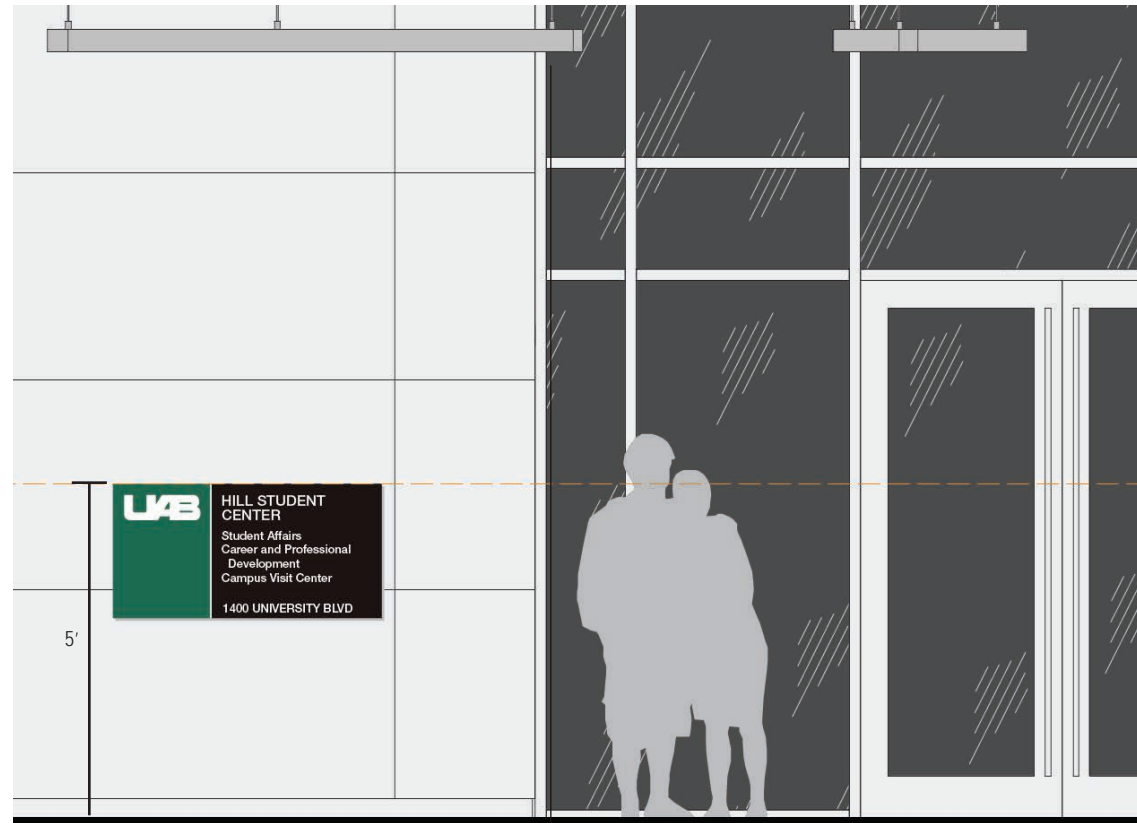 UAB
HILL STUDENT
CENTER
Student Affairs
Career and Professional
Development
Campus Visit Center
1400 UNIVERSITY BLVD
5'